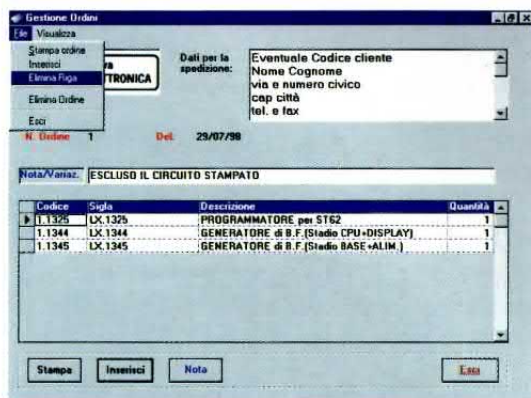 Gestione Ordini
File Visualizza
Stampa ordine
Inserisci
Elimina Riga
Elimina Ordine
Esci
va
TTRONICA
Dati per la
spedizione:
Eventuale Codice cliente
Nome Cognome
via e numero civico
cap città
tel. e fax
N. Ordine 1 Del. 29/07/98
Nota/Variaz. ESCLUSO IL CIRCUITO STAMPATO
Codice Sigla Descrizione Quantità
1.1325 LX.1325 PROGRAMMATORE per ST62 1
1.1344 LX.1344 GENERATORE di B.F.(Stadio CPU+DISPLAY) 1
1.1345 LX.1345 GENERATORE di B.F.(Stadio BASE+ALIM.) 1
Stampa Inserisci Nota Esci